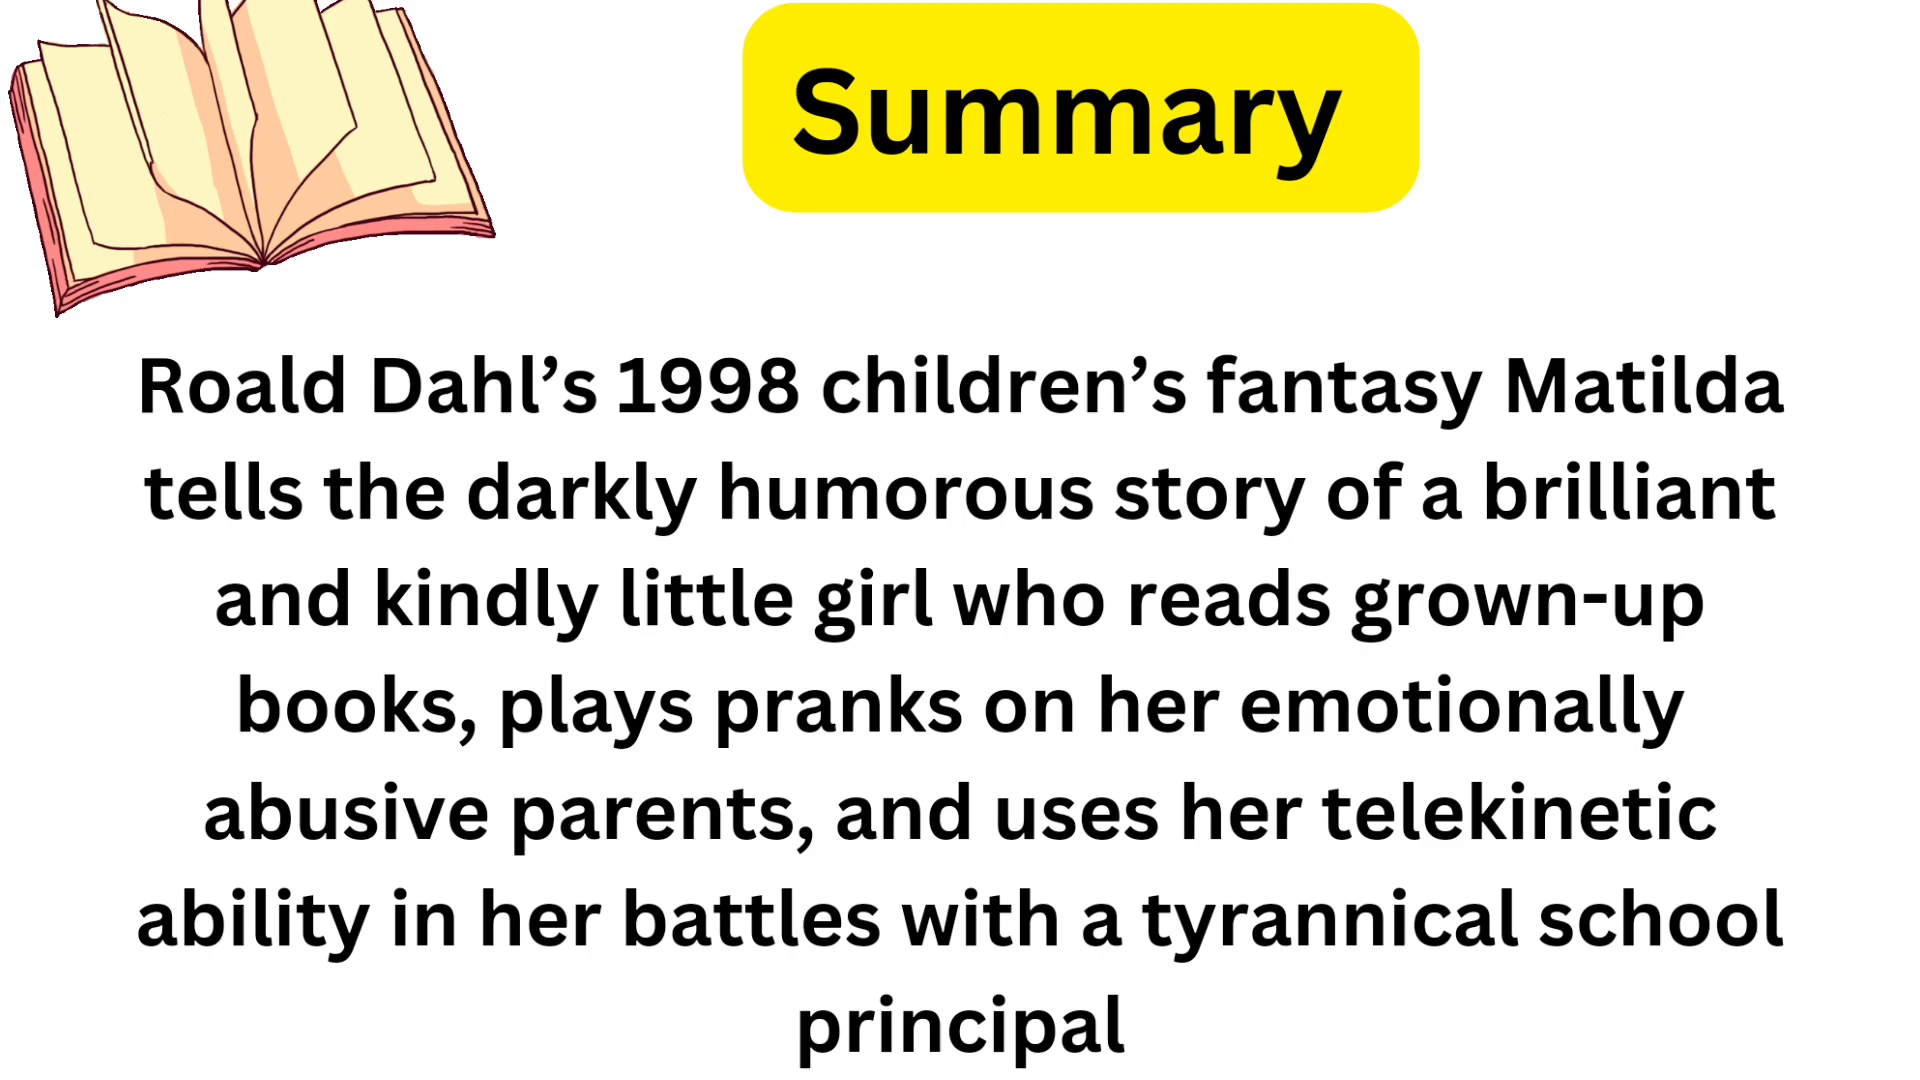 Summary
Roald Dahl’s 1998 children’s fantasy Matilda
tells the darkly humorous story of a brilliant
and kindly little girl who reads grown-up
books, plays pranks on her emotionally
abusive parents, and uses her telekinetic
ability in her battles with a tyrannical school
principal